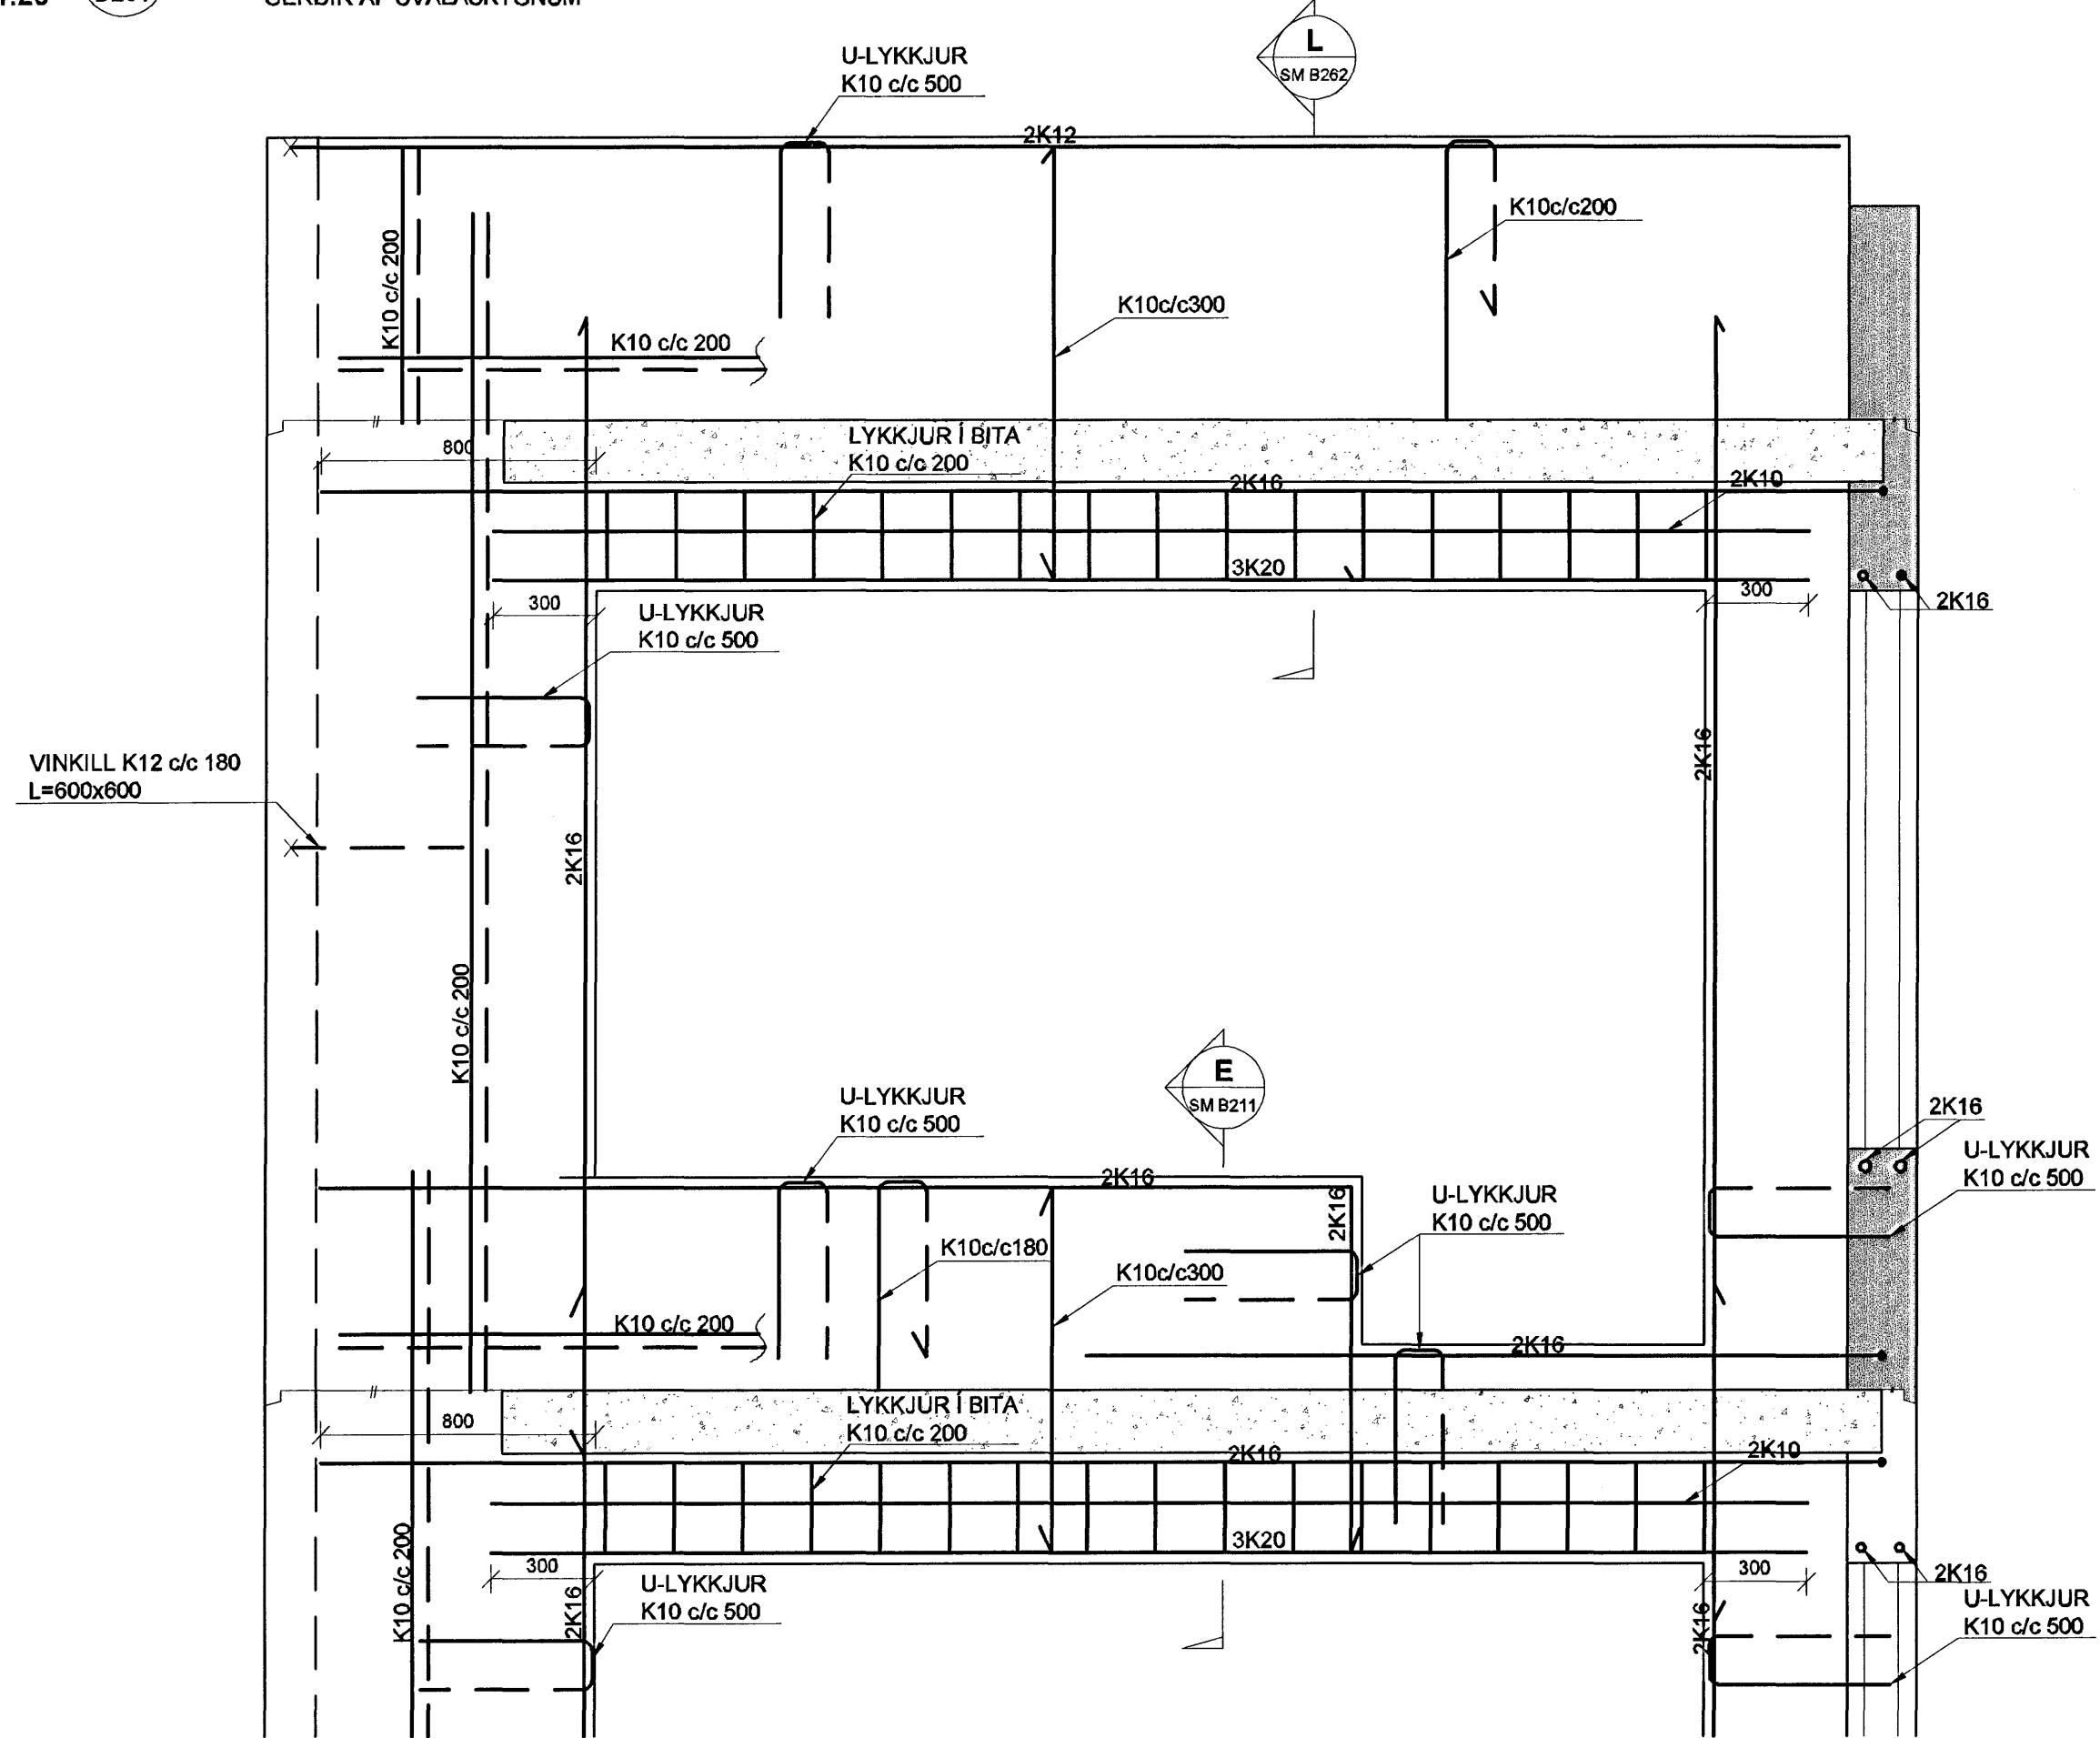 U-LYKKJUR
K10 c/c 500
L
SM B262
2K12
K10 c/c 200
K10c/c200
K10c/c300
K10 c/c 200
LYKKJUR Í BITA
K10 c/c 200
800
2K16
2K10
3K20
300
300
2K16
U-LYKKJUR
K10 c/c 500
2K16
VINKILL K12 c/c 180
L=600x600
2K16
K10 c/c 200
E
SM B211
U-LYKKJUR
K10 c/c 500
2K16
U-LYKKJUR
K10 c/c 500
2K16
2K16
U-LYKKJUR
K10 c/c 500
K10c/c180
K10c/c300
K10 c/c 200
2K16
LYKKJUR Í BITA
K10 c/c 200
800
2K16
2K10
3K20
300
300
2K16
K10 c/c 200
2K16
U-LYKKJUR
K10 c/c 500
2K16
U-LYKKJUR
K10 c/c 500